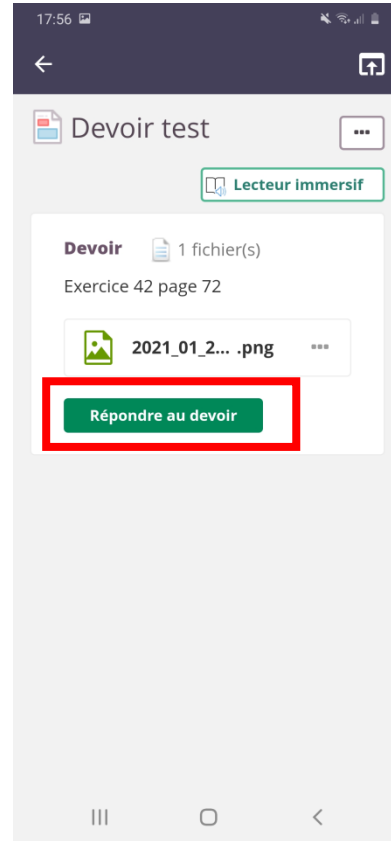 17:56
Devoir test
Lecteur immersif
Devoir 1 fichier(s)
Exercice 42 page 72
2021_01_2... .png
Répondre au devoir